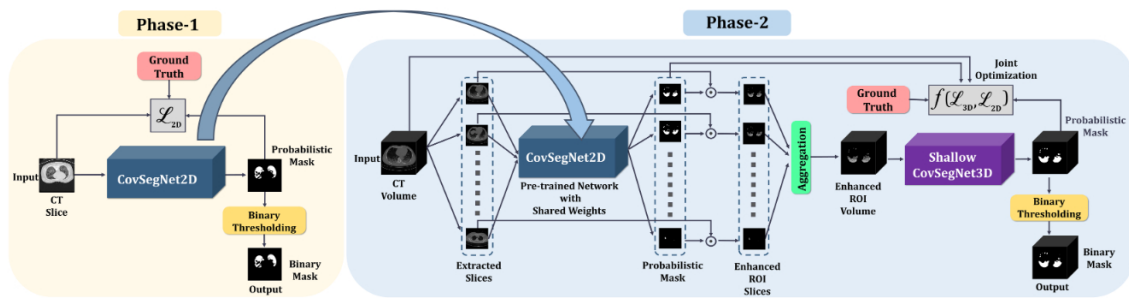 Phase-1
Ground
Truth
ℒ2D
Input
CT
Slice
CovSegNet2D
Probabilistic
Mask
Binary
Thresholding
Binary
Mask
Output
Phase-2
Input
CT
Volume
Extracted
Slices
CovSegNet2D
Pre-trained Network
with
Shared Weights
Probabilistic
Mask
Enhanced
ROI
Slices
Aggregation
Enhanced
ROI
Volume
Joint
Optimization
Ground
Truth
f(ℒ3D, ℒ2D)
Shallow
CovSegNet3D
Probabilistic
Mask
Binary
Thresholding
Binary
Mask
Output